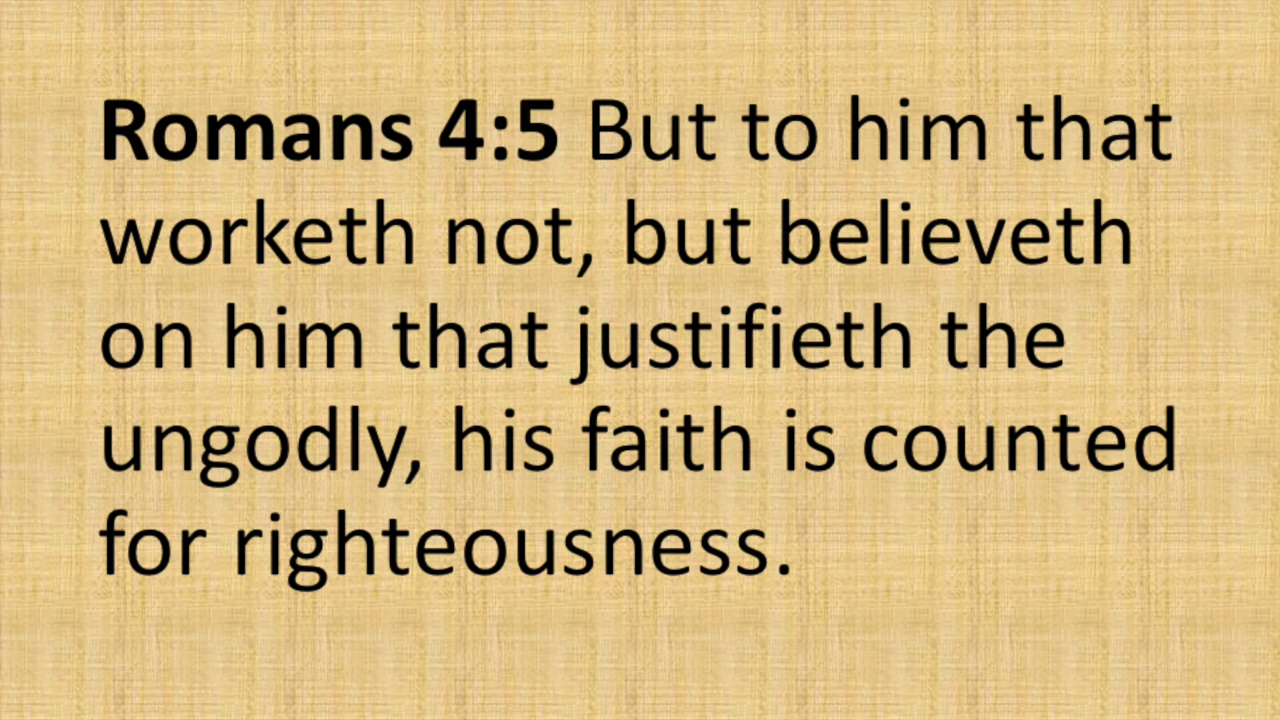 Romans 4:5 But to him that
worketh not, but believeth
on him that justifieth the
ungodly, his faith is counted
for righteousness.